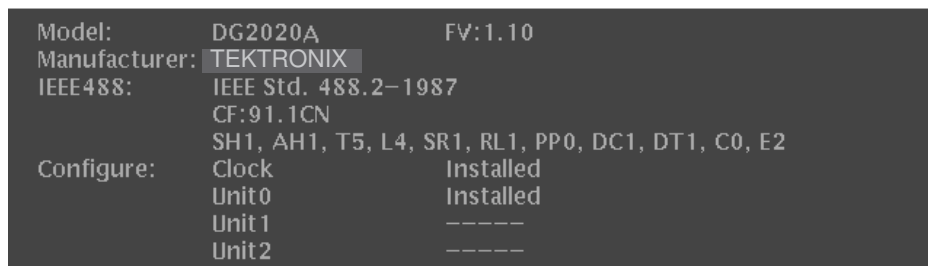 Model: DG2020A FV:1.10
Manufacturer: TEKTRONIX
IEEE488: IEEE Std. 488.2-1987
CF:91.1CN
SH1, AH1, T5, L4, SR1, RL1, PP0, DC1, DT1, C0, E2
Configure: Clock Installed
Unit0 Installed
Unit1 -----
Unit2 -----